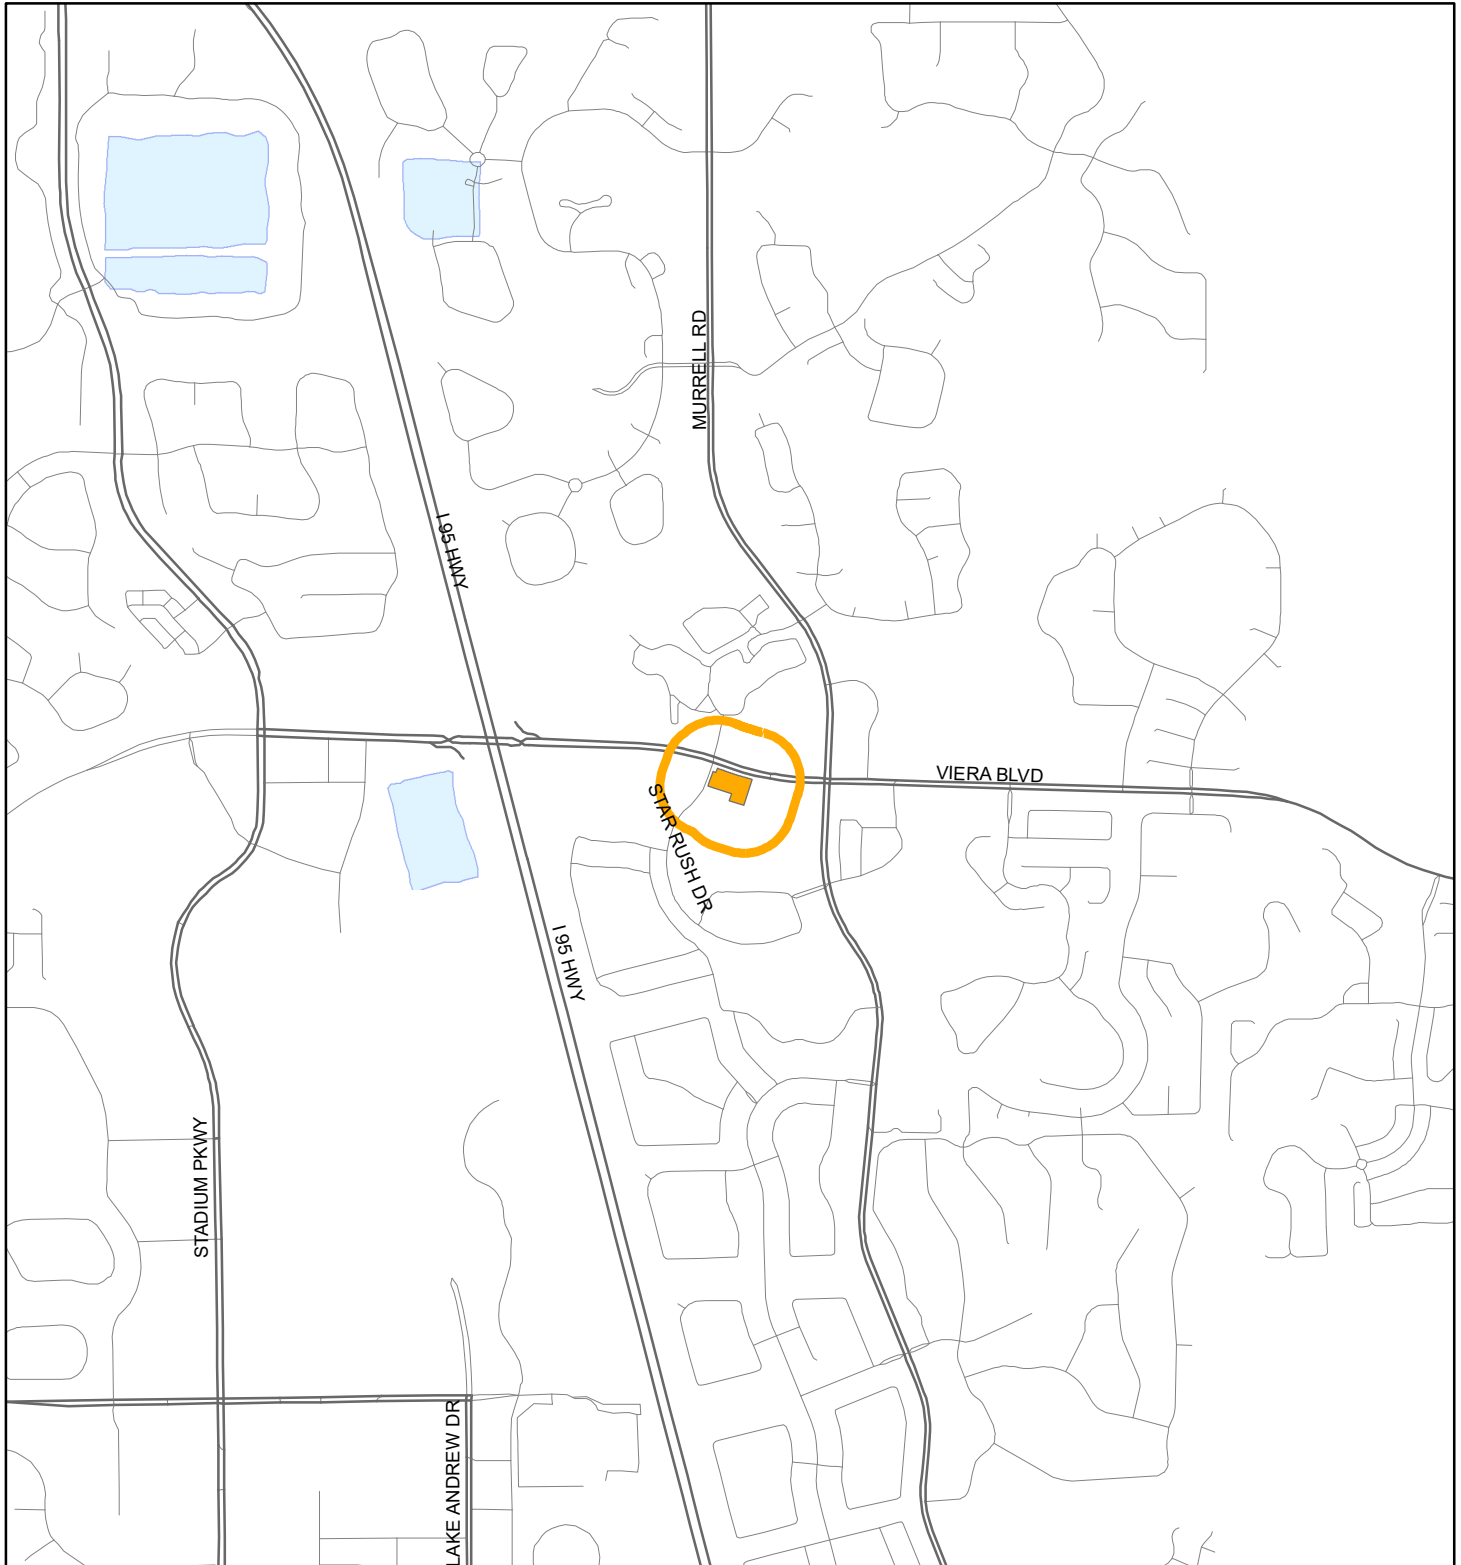 MURRELL RD
I 95 HWY
VIERA BLVD
STAR RUSH DR
I 95 HWY
STADIUM PKWY
LAKE ANDREW DR